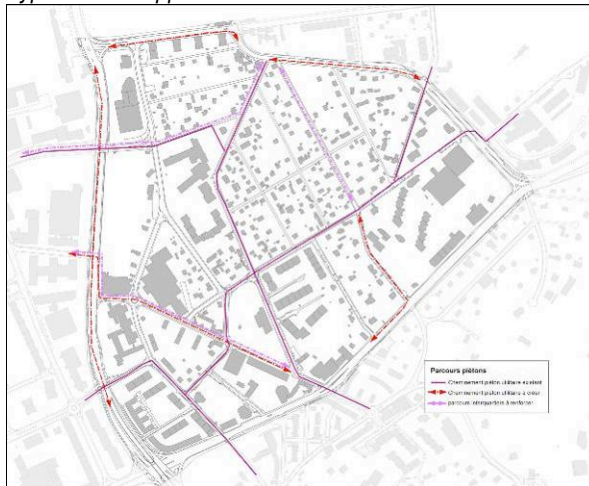 Parcours piétons
Cheminement piéton utilitaire existant
Cheminement piéton utilitaire à créer
parcours interquartiers à renforcer